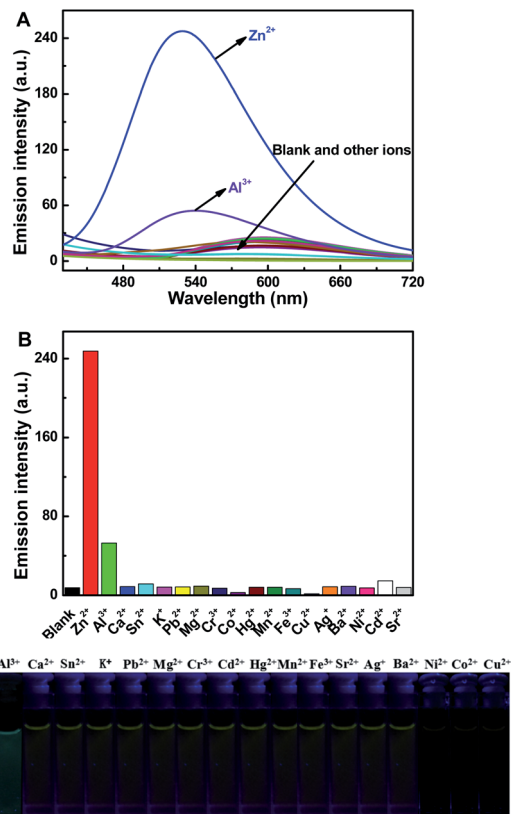 A
Emission intensity (a.u.)
240
180
120
60
0
Zn²⁺
Blank and other ions
Al³⁺
480 540 600 660 720
Wavelength (nm)
B
Emission intensity (a.u.)
240
160
80
0
Blank Zn²⁺ Al³⁺ Ca²⁺ Sn²⁺ K⁺ Pb²⁺ Mg²⁺ Cr³⁺ Co²⁺ Hg²⁺ Mn²⁺ Fe³⁺ Cu²⁺ Ag⁺ Ba²⁺ Ni²⁺ Cd²⁺ Sr²⁺
Al³⁺ Ca²⁺ Sn²⁺ K⁺ Pb²⁺ Mg²⁺ Cr³⁺ Cd²⁺ Hg²⁺ Mn²⁺ Fe³⁺ Sr²⁺ Ag⁺ Ba²⁺ Ni²⁺ Co²⁺ Cu²⁺